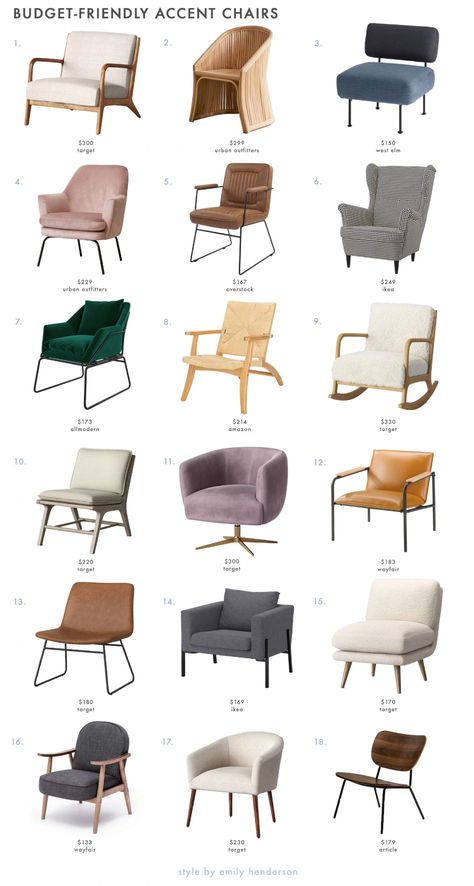 BUDGET-FRIENDLY ACCENT CHAIRS
1.
$300
target
2.
$299
urban outfitters
3.
$150
west elm
4.
$229
urban outfitters
5.
$167
overstock
6.
$249
ikea
7.
$173
allmodern
8.
$214
amazon
9.
$330
target
10.
$220
target
11.
$300
target
12.
$183
wayfair
13.
$180
target
14.
$169
ikea
15.
$170
target
16.
$133
wayfair
17.
$230
target
18.
$179
article
style by emily henderson